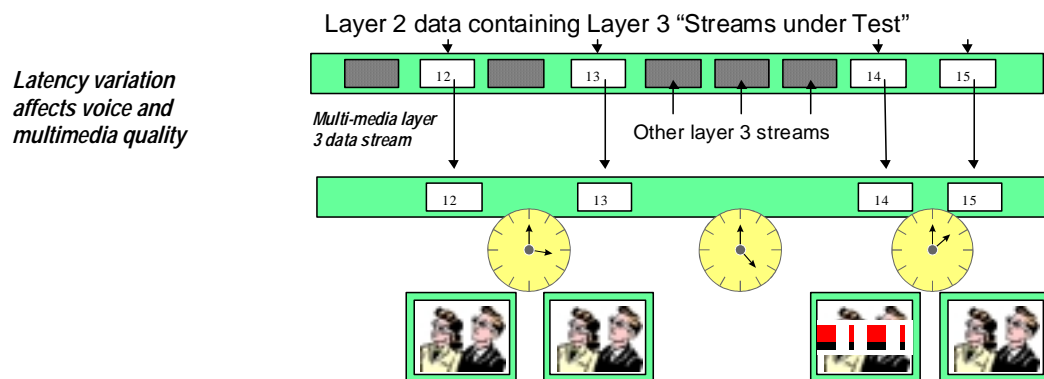 Layer 2 data containing Layer 3 “Streams under Test”
Latency variation
affects voice and
multimedia quality
12
13
14
15
Multi-media layer
3 data stream
Other layer 3 streams
12
13
14
15